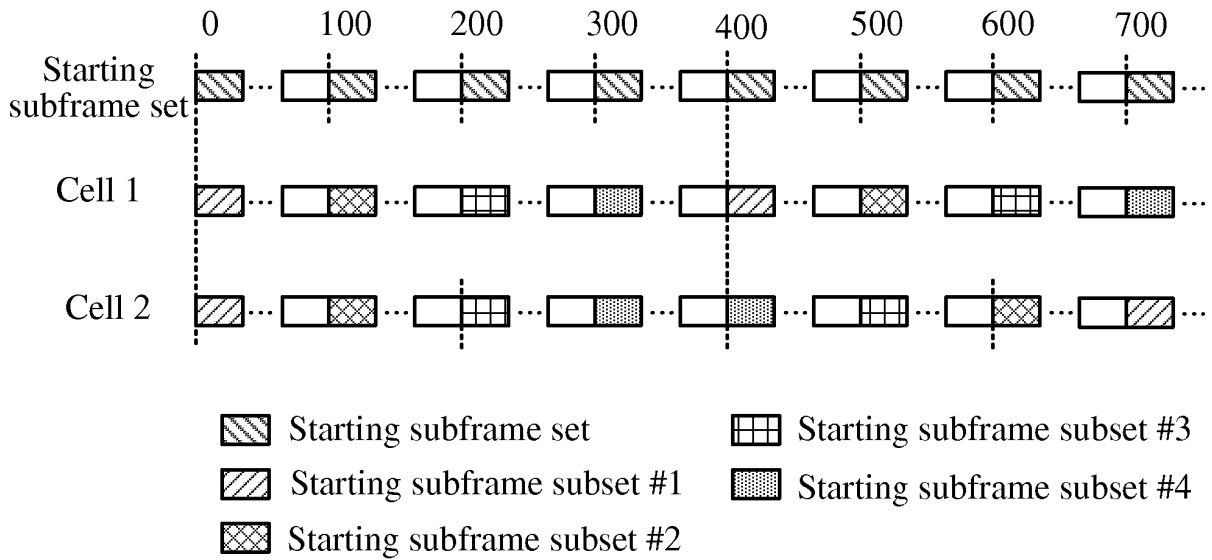 0 100 200 300 400 500 600 700
Starting
subframe set
Cell 1
Cell 2
Starting subframe set
Starting subframe subset #1
Starting subframe subset #2
Starting subframe subset #3
Starting subframe subset #4